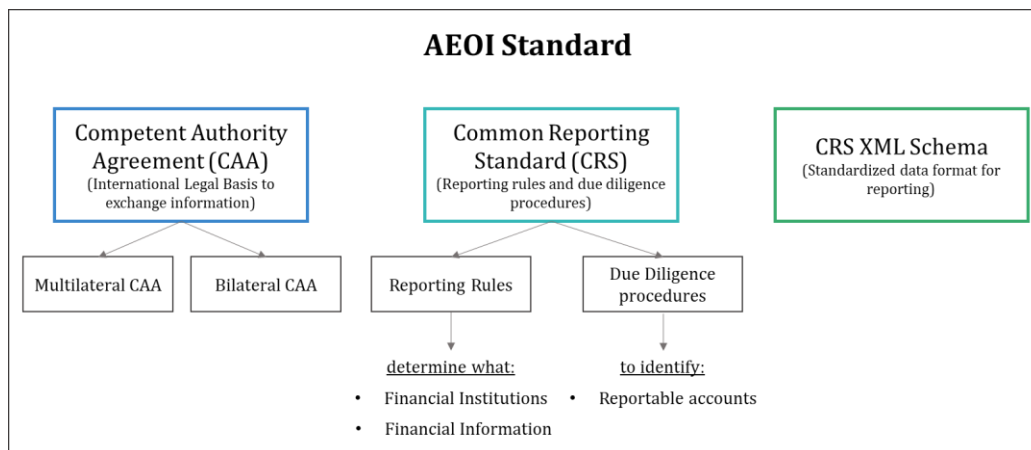 AEOI Standard
Competent Authority
Agreement (CAA)
(International Legal Basis to
exchange information)
Common Reporting
Standard (CRS)
(Reporting rules and due diligence
procedures)
CRS XML Schema
(Standardized data format for
reporting)
Multilateral CAA
Bilateral CAA
Reporting Rules
Due Diligence
procedures
determine what:
• Financial Institutions
• Financial Information
to identify:
• Reportable accounts